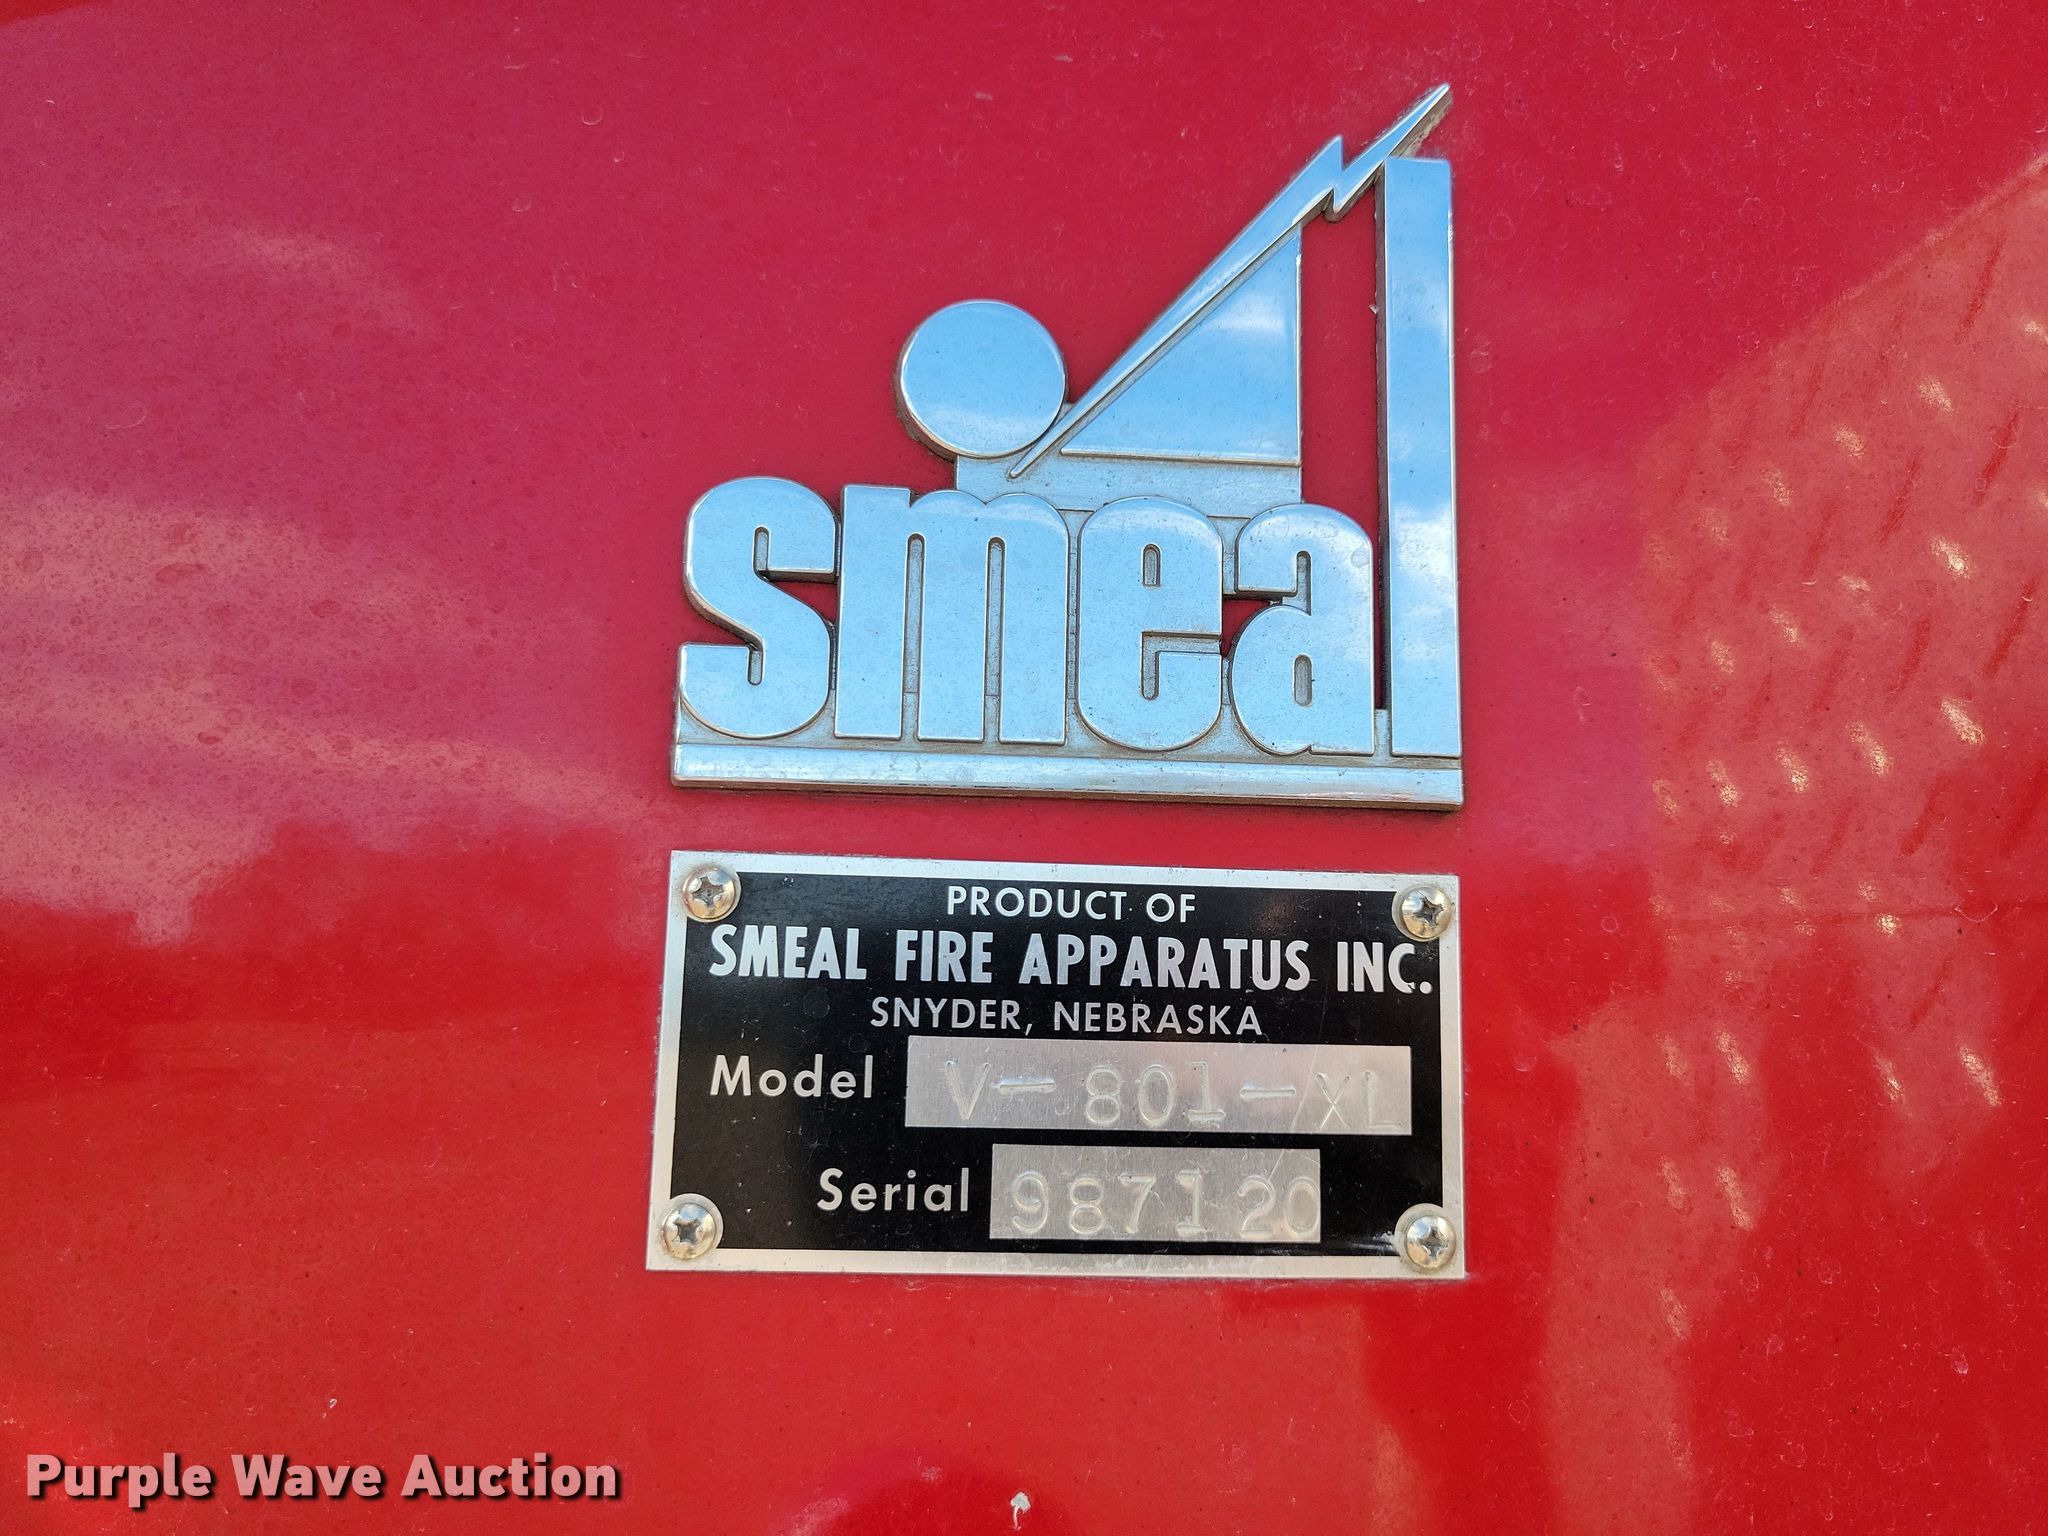 smeal
PRODUCT OF
SMEAL FIRE APPARATUS INC.
SNYDER, NEBRASKA
Model V-801-XL
Serial 987120
Purple Wave Auction